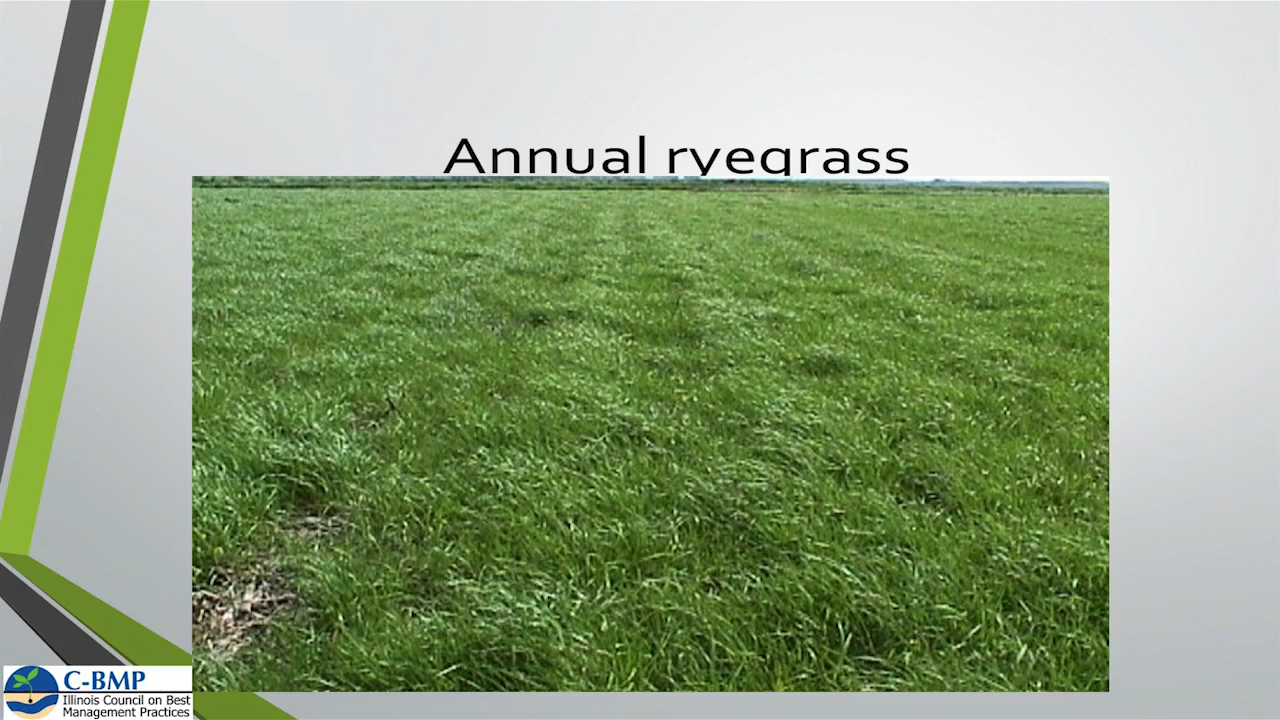 Annual ryegrass
C-BMP
Illinois Council on Best
Management Practices